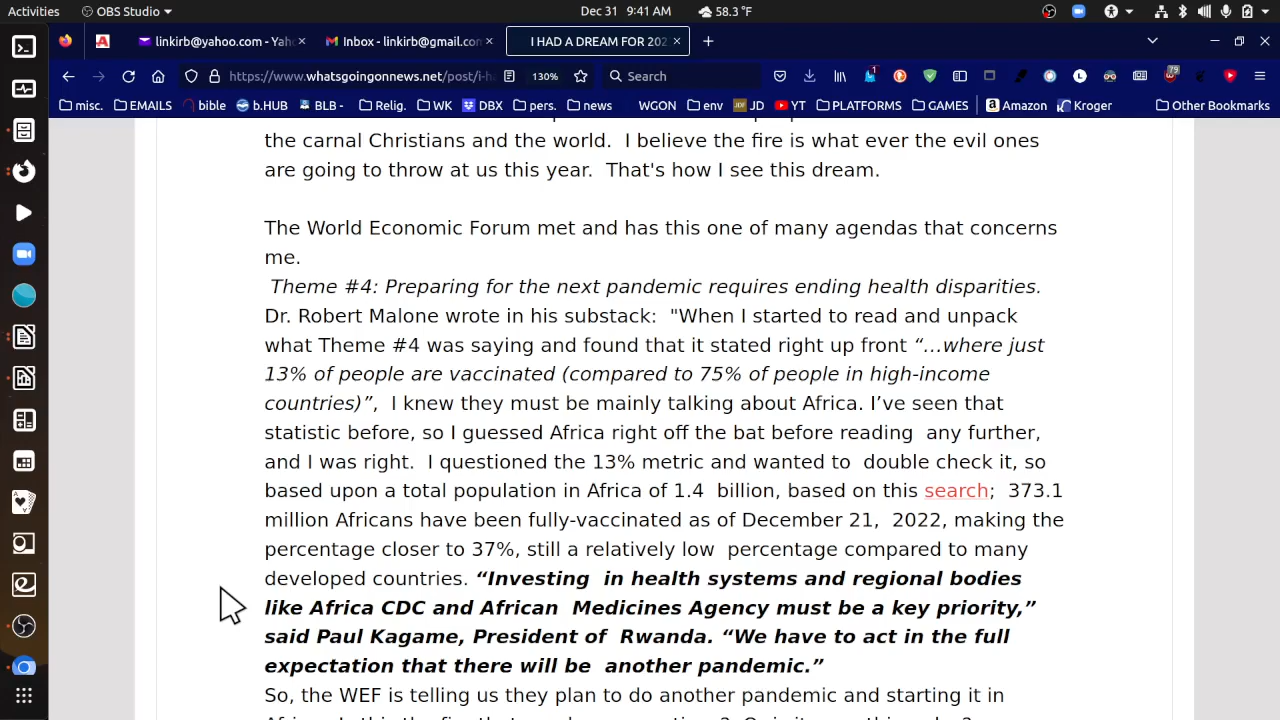 Activities OBS Studio Dec 31 9:41 AM 58.3 °F
linkirb@yahoo.com - Yah Inbox - linkirb@gmail.com I HAD A DREAM FOR 202
https://www.whatsgoingonnews.net/post/i-ha 130% Search 1 79
misc. EMAILS bible b.HUB BLB - Relig. WK DBX pers. news WGON env JD YT PLATFORMS GAMES Amazon Kroger Other Bookmarks
the carnal Christians and the world. I believe the fire is what ever the evil ones
are going to throw at us this year. That's how I see this dream.
The World Economic Forum met and has this one of many agendas that concerns
me.
Theme #4: Preparing for the next pandemic requires ending health disparities.
Dr. Robert Malone wrote in his substack: "When I started to read and unpack
what Theme #4 was saying and found that it stated right up front “…where just
13% of people are vaccinated (compared to 75% of people in high-income
countries)”, I knew they must be mainly talking about Africa. I’ve seen that
statistic before, so I guessed Africa right off the bat before reading any further,
and I was right. I questioned the 13% metric and wanted to double check it, so
based upon a total population in Africa of 1.4 billion, based on this search; 373.1
million Africans have been fully-vaccinated as of December 21, 2022, making the
percentage closer to 37%, still a relatively low percentage compared to many
developed countries. “Investing in health systems and regional bodies
like Africa CDC and African Medicines Agency must be a key priority,”
said Paul Kagame, President of Rwanda. “We have to act in the full
expectation that there will be another pandemic.”
So, the WEF is telling us they plan to do another pandemic and starting it in